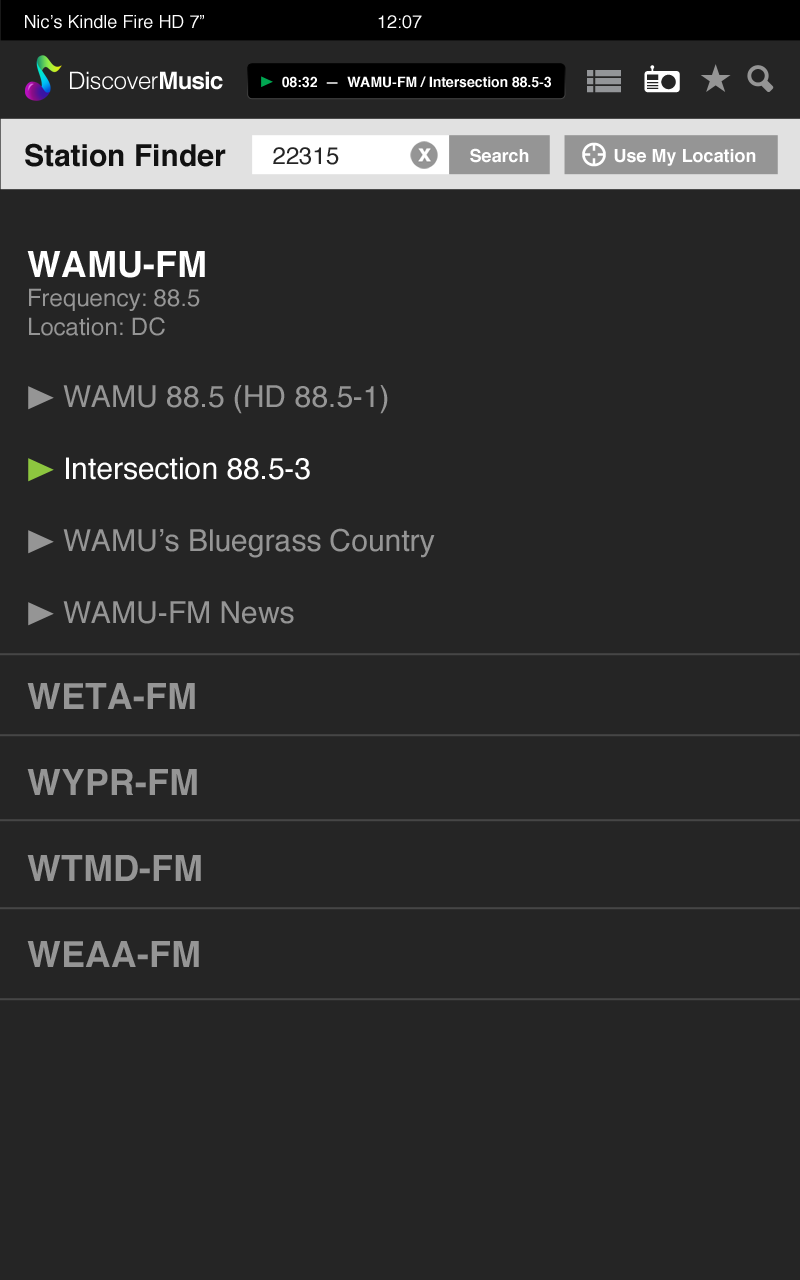 Nic’s Kindle Fire HD 7” 12:07
DiscoverMusic 08:32 — WAMU-FM / Intersection 88.5-3
Station Finder 22315 X Search Use My Location
WAMU-FM
Frequency: 88.5
Location: DC
WAMU 88.5 (HD 88.5-1)
Intersection 88.5-3
WAMU’s Bluegrass Country
WAMU-FM News
WETA-FM
WYPR-FM
WTMD-FM
WEAA-FM